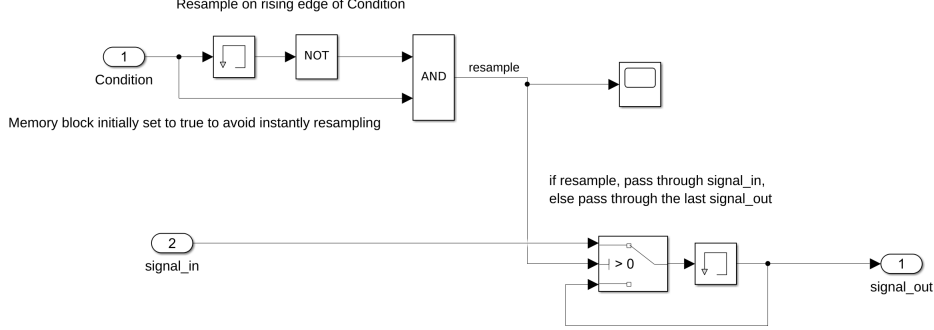 Resample on rising edge of Condition
1
NOT
AND
resample
Condition
Memory block initially set to true to avoid instantly resampling
if resample, pass through signal_in,
else pass through the last signal_out
2
signal_in
> 0
1
signal_out